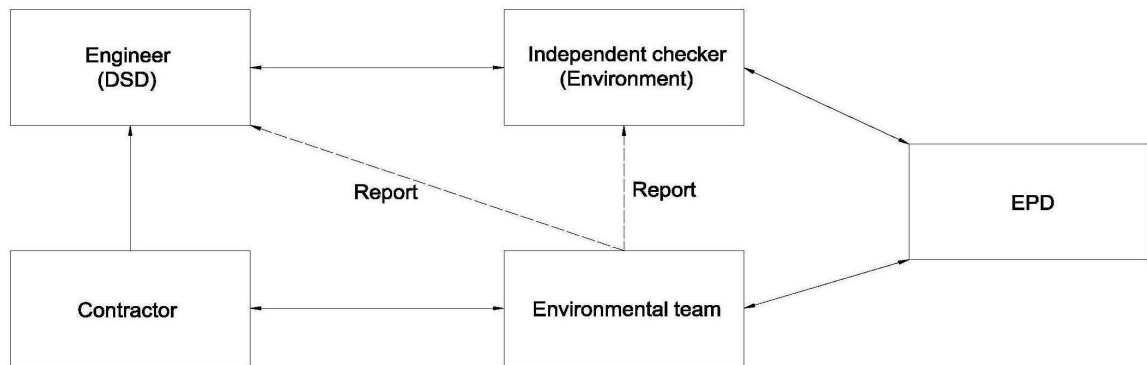 Engineer
(DSD)
Independent checker
(Environment)
EPD
Report
Report
Contractor
Environmental team